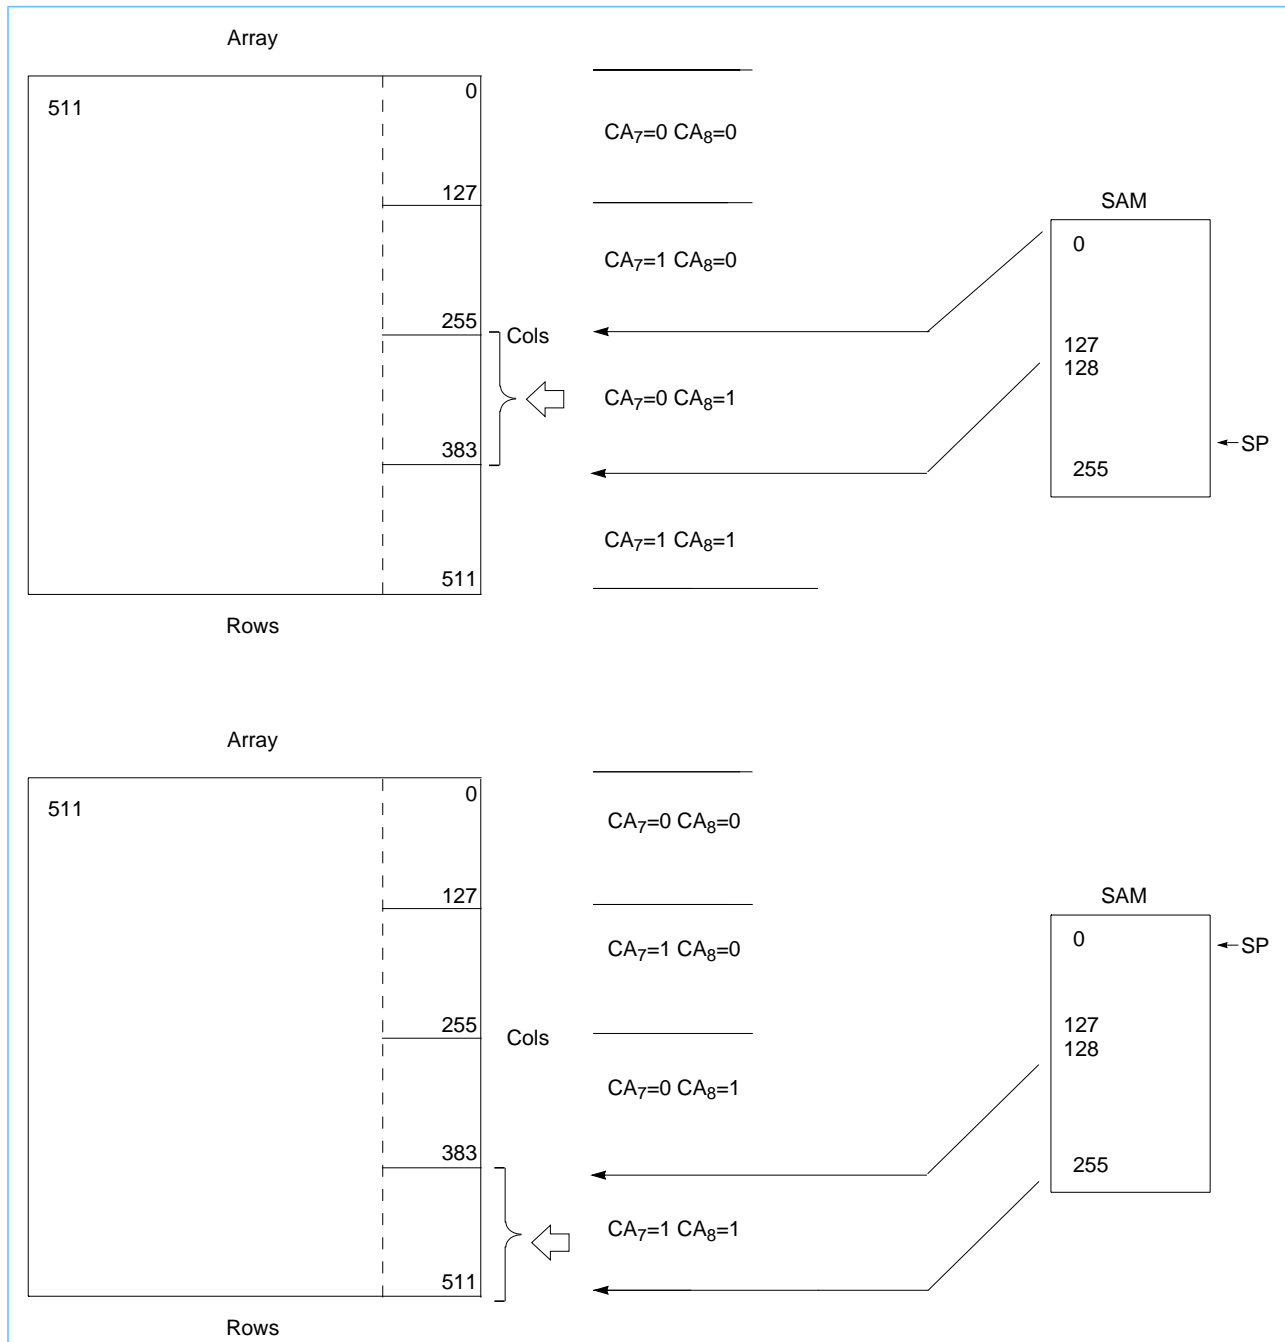 Array
511
0
CA₇=0 CA₈=0
127
SAM
0
CA₇=1 CA₈=0
255
Cols
127
128
CA₇=0 CA₈=1
383
SP
255
CA₇=1 CA₈=1
511
Rows
Array
511
0
CA₇=0 CA₈=0
127
SAM
0
SP
CA₇=1 CA₈=0
255
Cols
127
128
CA₇=0 CA₈=1
383
255
CA₇=1 CA₈=1
511
Rows